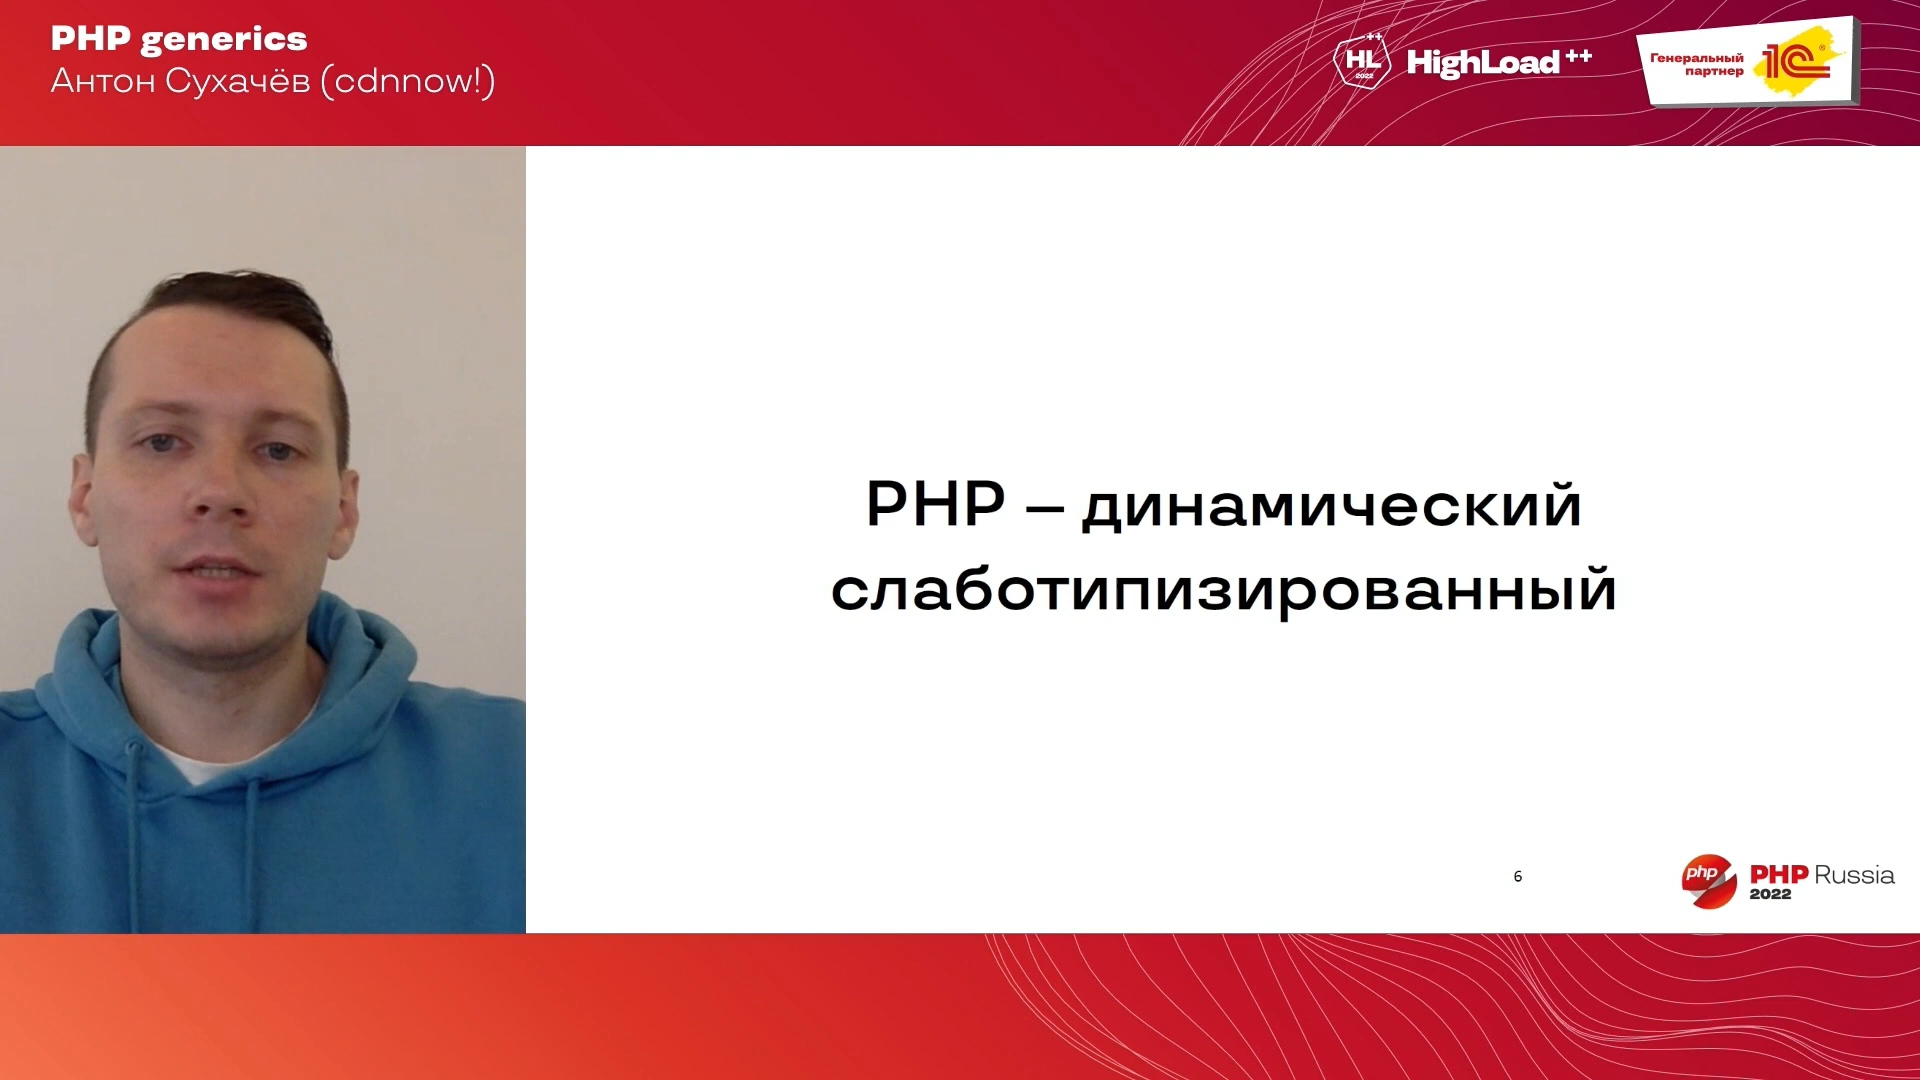 PHP generics
Антон Сухачёв (cdnnow!)
HL++
2022
HighLoad++
Генеральный
партнер
1С®
PHP – динамический
слаботипизированный
6
php
PHP Russia
2022